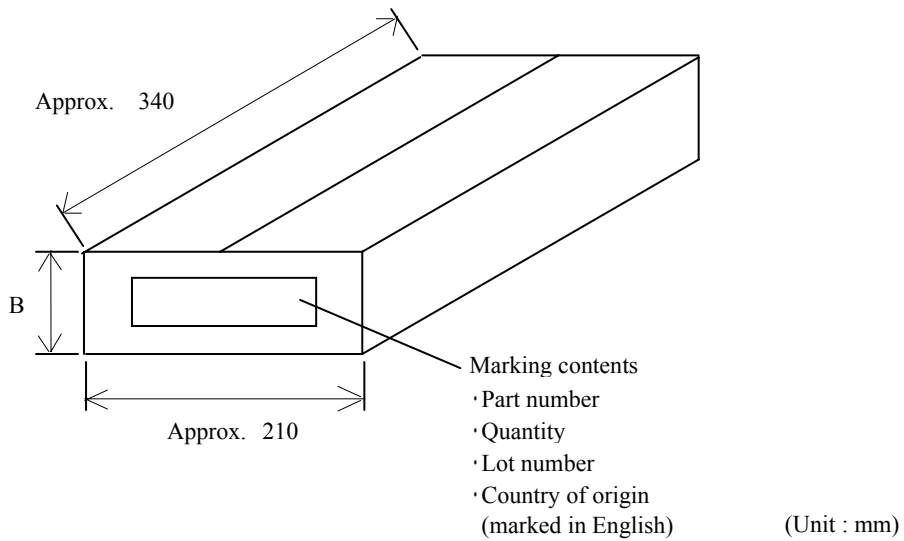 Approx. 340
B
Approx. 210
Marking contents
･Part number
･Quantity
･Lot number
･Country of origin
(marked in English)
(Unit : mm)